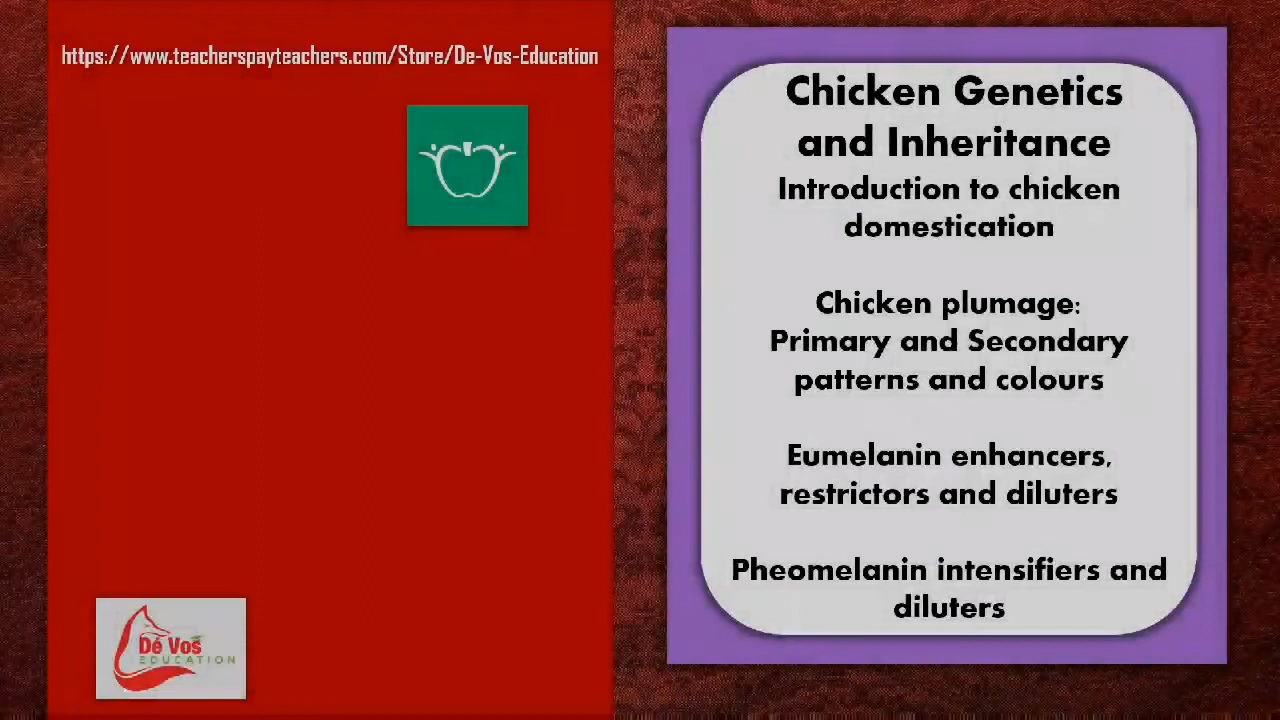 https://www.teacherspayteachers.com/Store/De-Vos-Education
Chicken Genetics
and Inheritance
Introduction to chicken
domestication
Chicken plumage:
Primary and Secondary
patterns and colours
Eumelanin enhancers,
restrictors and diluters
Pheomelanin intensifiers and
diluters
Dé Vos
EDUCATION